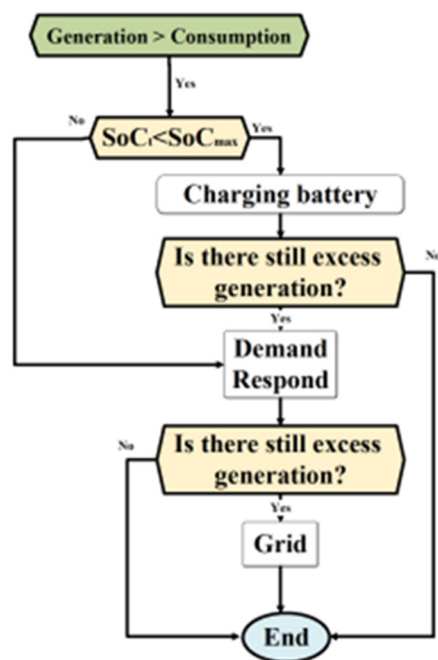 Generation > Consumption
Yes
No
SoCₜ<SoCmax
Yes
Charging battery
Is there still excess
generation?
No
Yes
Demand
Respond
Is there still excess
generation?
No
Yes
Grid
End